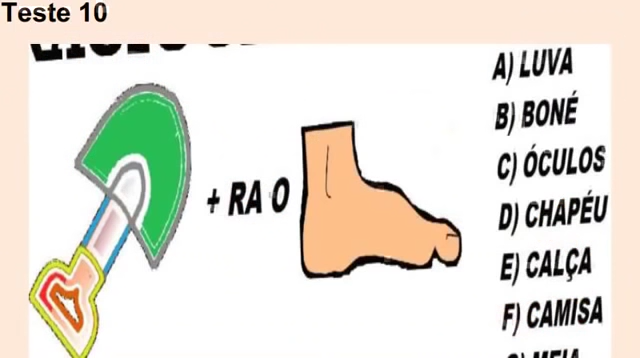 Teste 10
+ RA O
A) LUVA
B) BONÉ
C) ÓCULOS
D) CHAPÉU
E) CALÇA
F) CAMISA